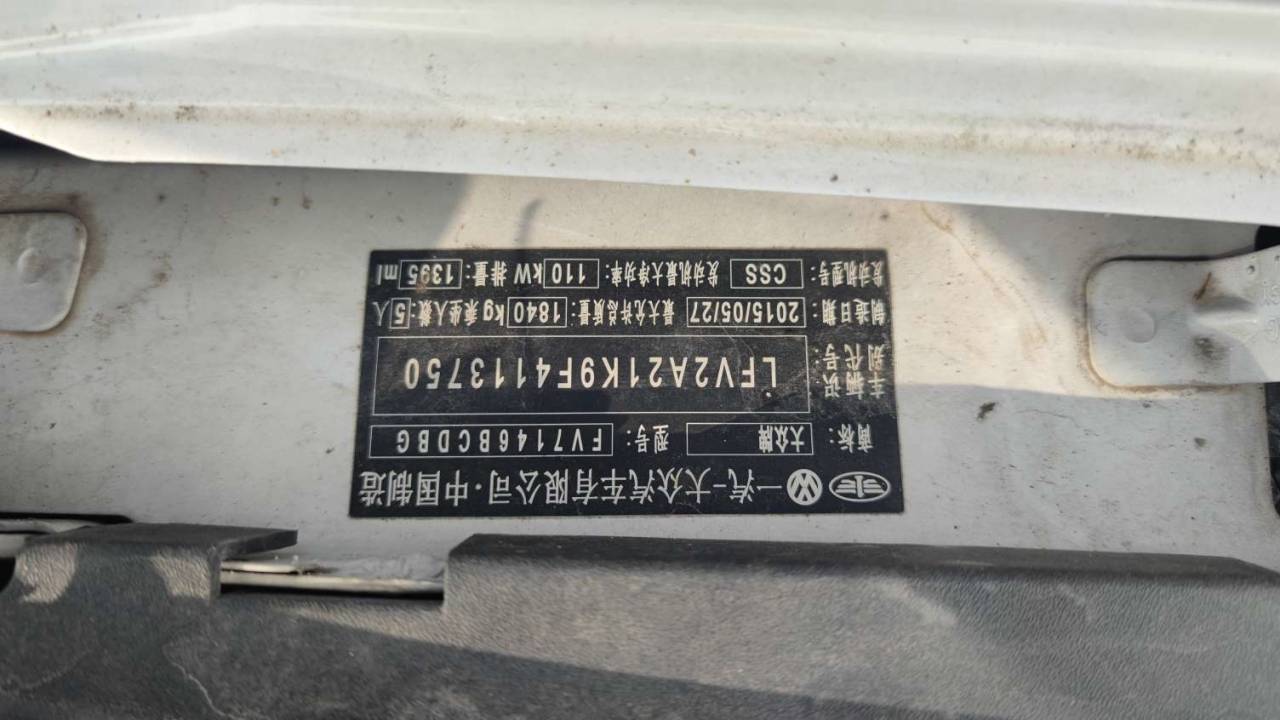 一汽-大众汽车有限公司·中国制造
商标: 大众牌 型号: FV7146BCDBG
车辆识别代号: LFV2A21K9F4113750
制造日期: 2015/05/27 最大允许总质量: 1840 kg 乘坐人数: 5 人
发动机型号: CSS 发动机最大净功率: 110 kW 排量: 1395 ml